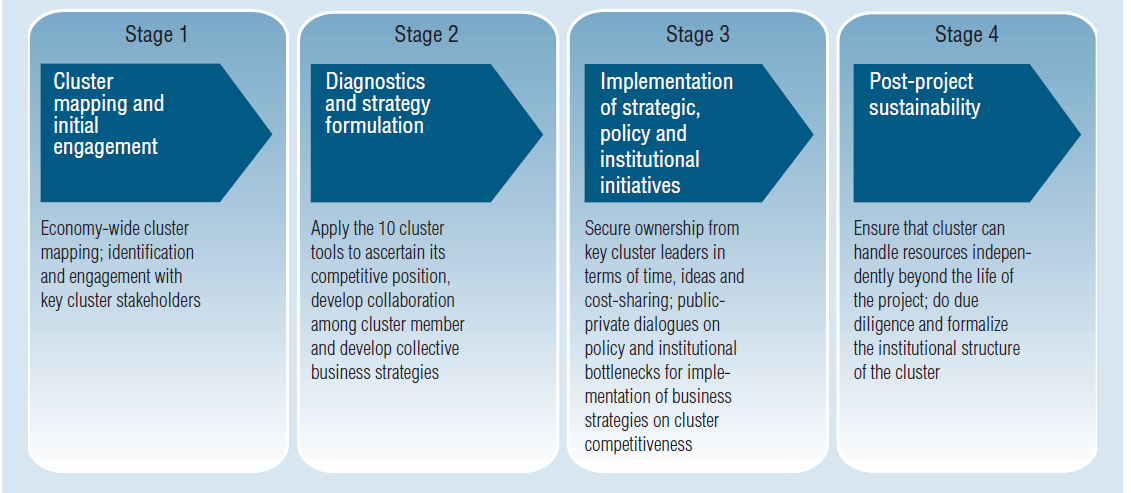 Stage 1
Cluster
mapping and
initial
engagement
Economy-wide cluster
mapping; identification
and engagement with
key cluster stakeholders
Stage 2
Diagnostics
and strategy
formulation
Apply the 10 cluster
tools to ascertain its
competitive position,
develop collaboration
among cluster member
and develop collective
business strategies
Stage 3
Implementation
of strategic,
policy and
institutional
initiatives
Secure ownership from
key cluster leaders in
terms of time, ideas and
cost-sharing; public-
private dialogues on
policy and institutional
bottlenecks for imple-
mentation of business
strategies on cluster
competitiveness
Stage 4
Post-project
sustainability
Ensure that cluster can
handle resources indepen-
dently beyond the life of
the project; do due
diligence and formalize
the institutional structure
of the cluster